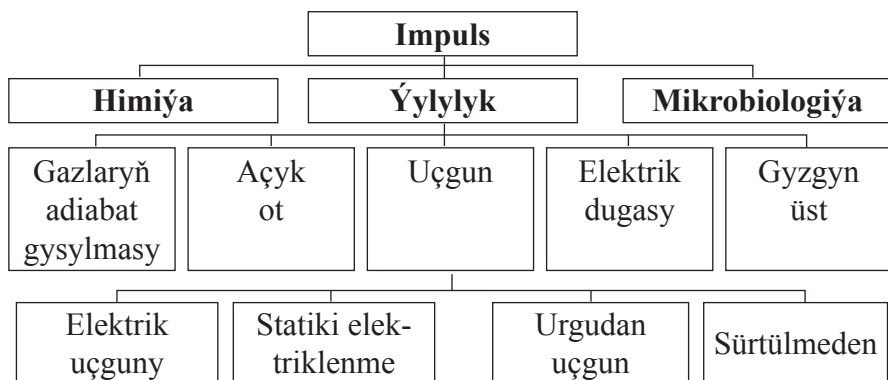 Impuls
Himiýa
Ýylylyk
Mikrobiologiýa
Gazlaryň
adiabat
gysylmasy
Açyk
ot
Uçgun
Elektrik
dugasy
Gyzgyn
üst
Elektrik
uçguny
Statiki elek-
triklenme
Urgudan
uçgun
Sürtülmeden